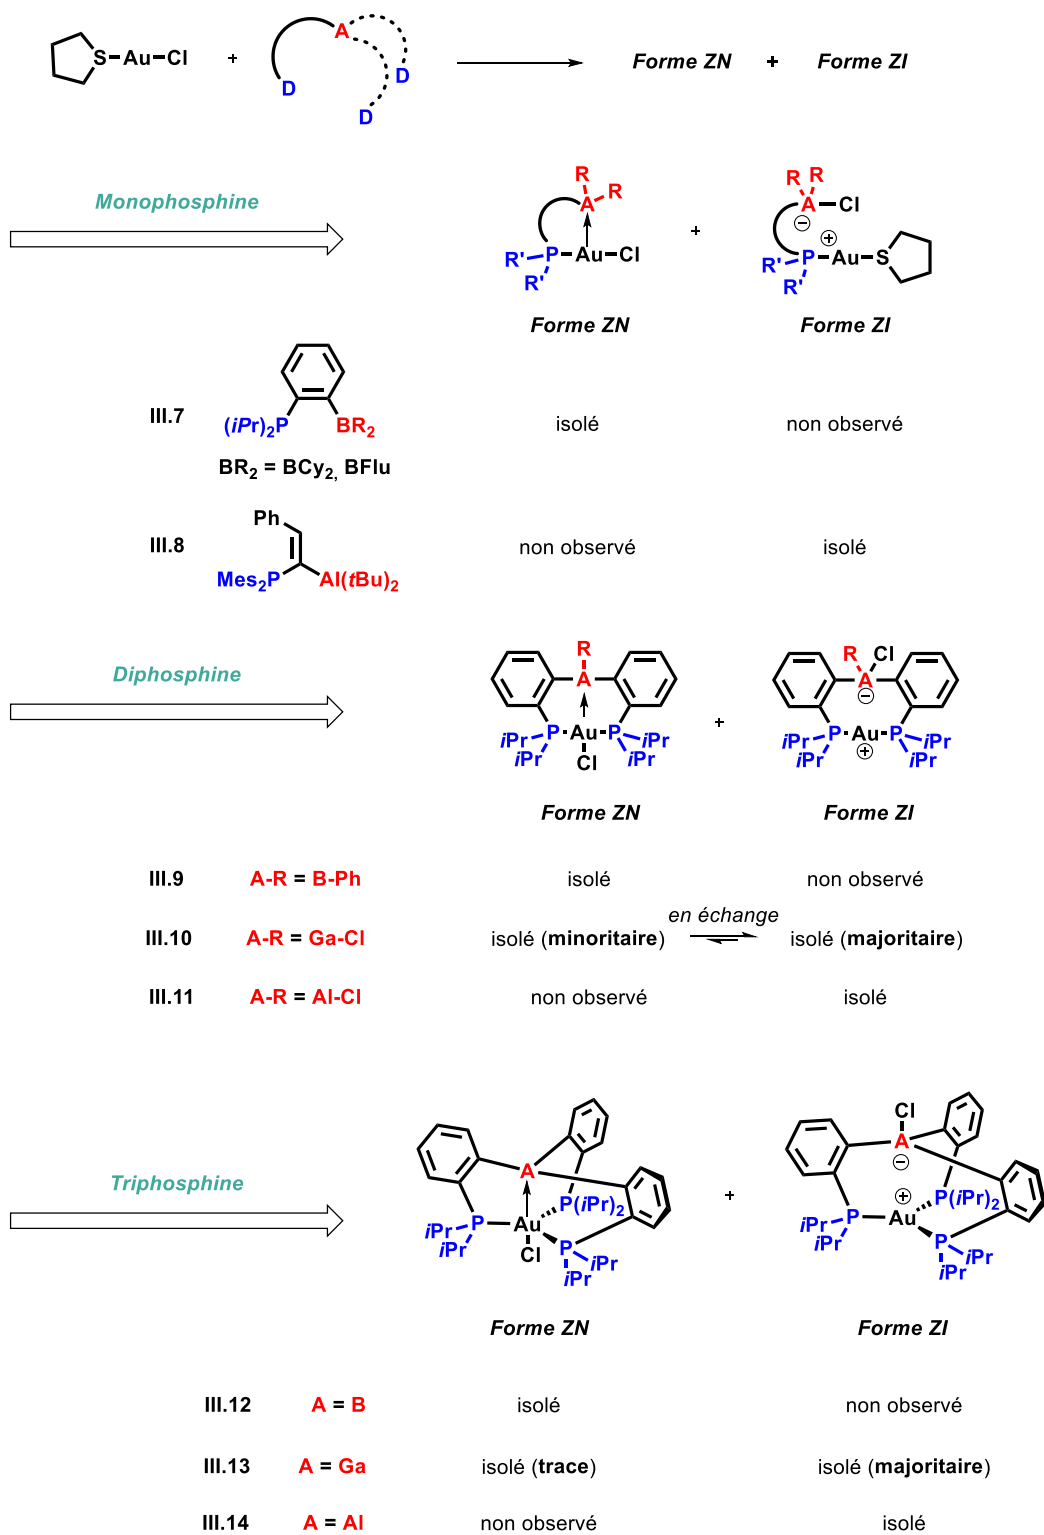 S Au Cl + A D D D Forme ZN + Forme ZI
Monophosphine
R R A P Au Cl R' R' + R R A Cl ⊖ ⊕ P Au S R' R'
Forme ZN Forme ZI
III.7 (iPr)2P BR2 isolé non observé
BR2 = BCy2, BFlu
III.8 Ph Mes2P Al(tBu)2 non observé isolé
Diphosphine
R A P Au P iPr iPr Cl iPr iPr + R Cl A ⊖ P Au P ⊕ iPr iPr iPr iPr
Forme ZN Forme ZI
III.9 A-R = B-Ph isolé non observé
en échange
III.10 A-R = Ga-Cl isolé (minoritaire) isolé (majoritaire)
III.11 A-R = Al-Cl non observé isolé
Triphosphine
A P(iPr)2 iPr P Au iPr Cl P iPr iPr + Cl A ⊖ ⊕ P(iPr)2 iPr P Au iPr P iPr iPr
Forme ZN Forme ZI
III.12 A = B isolé non observé
III.13 A = Ga isolé (trace) isolé (majoritaire)
III.14 A = Al non observé isolé